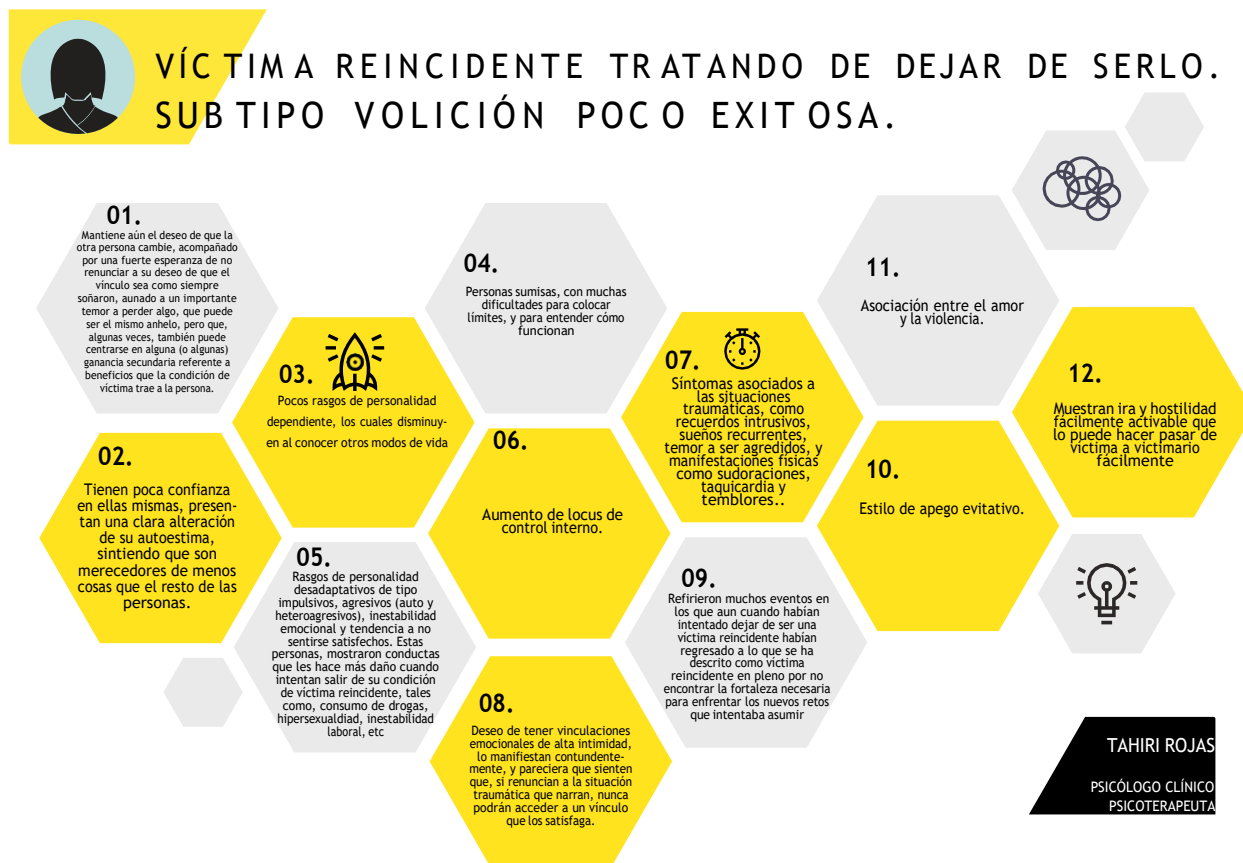 VÍCTIMA REINCIDENTE TRATANDO DE DEJAR DE SERLO.
SUBTIPO VOLICIÓN POCO EXITOSA.
01.
Mantiene aún el deseo de que la
otra persona cambie, acompañado
por una fuerte esperanza de no
renunciar a su deseo de que el
vínculo sea como siempre
soñaron, aunado a un importante
temor a perder algo, que puede
ser el mismo anhelo, pero que,
algunas veces, también puede
centrarse en alguna (o algunas)
ganancia secundaria referente a
beneficios que la condición de
víctima trae a la persona.
02.
Tienen poca confianza
en ellas mismas, presen-
tan una clara alteración
de su autoestima,
sintiendo que son
merecedores de menos
cosas que el resto de las
personas.
03.
Pocos rasgos de personalidad
dependiente, los cuales disminuy-
en al conocer otros modos de vida
04.
Personas sumisas, con muchas
dificultades para colocar
límites, y para entender cómo
funcionan
05.
Rasgos de personalidad
desadaptativos de tipo
impulsivos, agresivos (auto y
heteroagresivos), inestabilidad
emocional y tendencia a no
sentirse satisfechos. Estas
personas, mostraron conductas
que les hace más daño cuando
intentan salir de su condición
de víctima reincidente, tales
como, consumo de drogas,
hipersexualdiad, inestabilidad
laboral, etc
06.
Aumento de locus de
control interno.
07.
Síntomas asociados a
las situaciones
traumáticas, como
recuerdos intrusivos,
sueños recurrentes,
temor a ser agredidos, y
manifestaciones físicas
como sudoraciones,
taquicardia y
temblores..
08.
Deseo de tener vinculaciones
emocionales de alta intimidad,
lo manifiestan contundente-
mente, y pareciera que sienten
que, si renuncian a la situación
traumática que narran, nunca
podrán acceder a un vínculo
que los satisfaga.
09.
Refirieron muchos eventos en
los que aun cuando habían
intentado dejar de ser una
víctima reincidente habían
regresado a lo que se ha
descrito como víctima
reincidente en pleno por no
encontrar la fortaleza necesaria
para enfrentar los nuevos retos
que intentaba asumir
10.
Estilo de apego evitativo.
11.
Asociación entre el amor
y la violencia.
12.
Muestran ira y hostilidad
fácilmente activable que
lo puede hacer pasar de
víctima a victimario
fácilmente
TAHIRI ROJAS
PSICÓLOGO CLÍNICO
PSICOTERAPEUTA